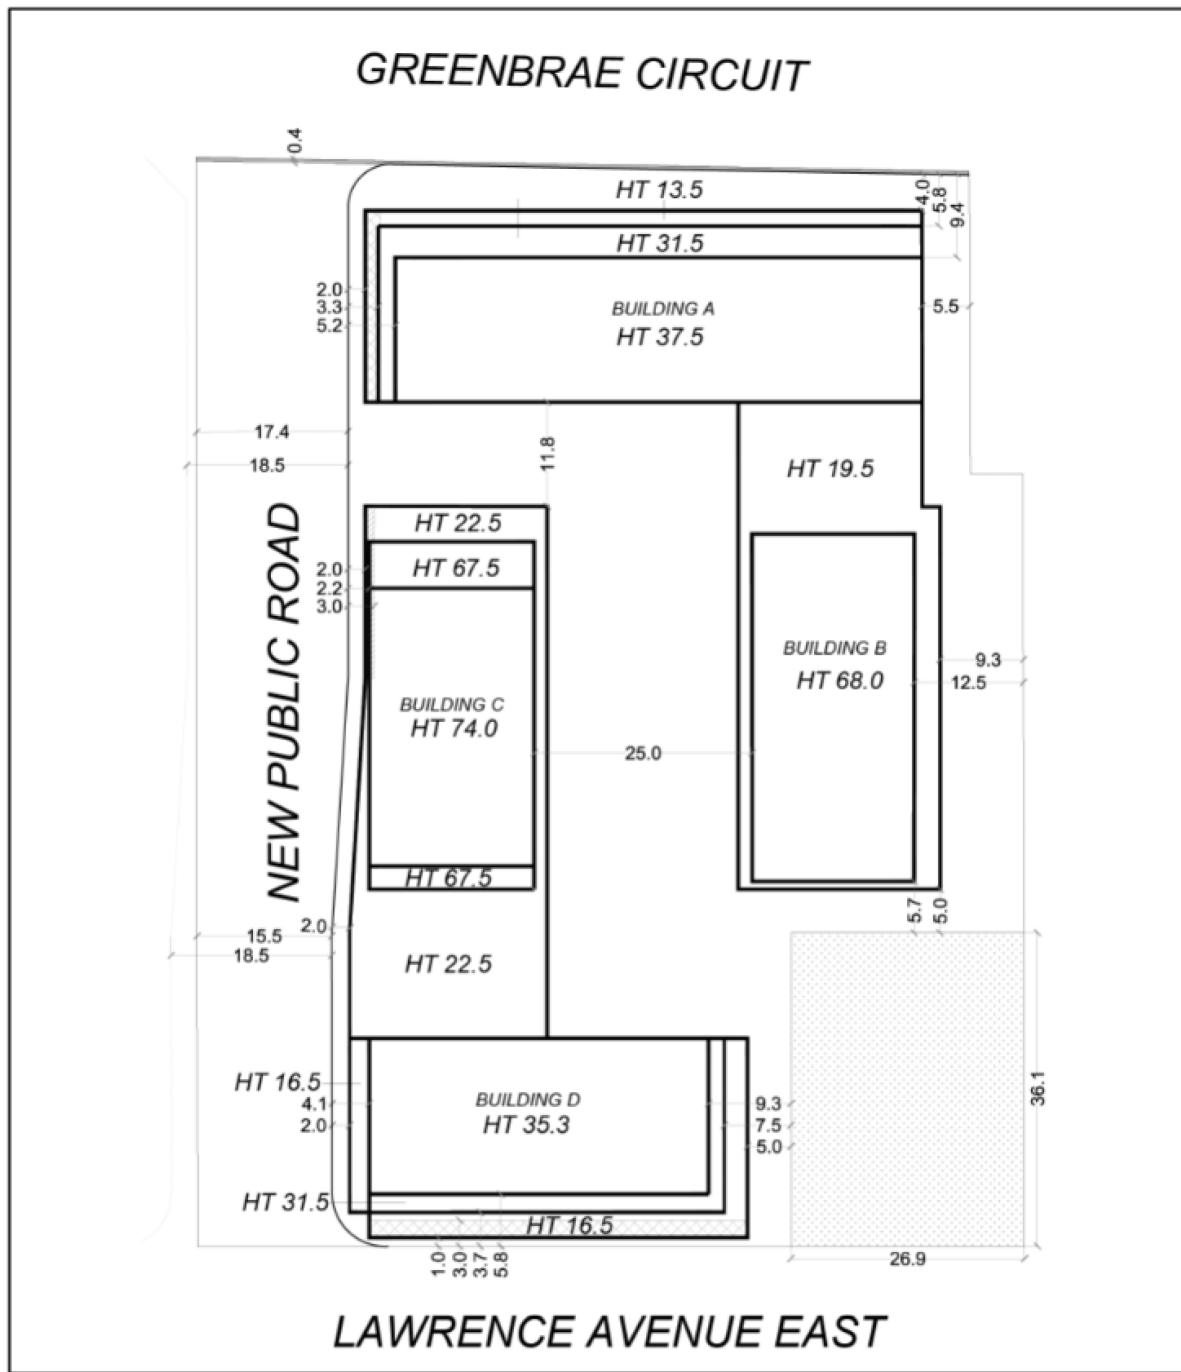 GREENBRAE CIRCUIT
0.4
HT 13.5
4.0
5.8
9.4
HT 31.5
2.0
3.3
5.2
BUILDING A
HT 37.5
5.5
17.4
18.5
11.8
HT 19.5
NEW PUBLIC ROAD
HT 22.5
HT 67.5
2.0
2.2
3.0
BUILDING C
HT 74.0
BUILDING B
HT 68.0
9.3
12.5
25.0
HT 67.5
5.7
5.0
2.0
15.5
18.5
HT 22.5
HT 16.5
4.1
2.0
BUILDING D
HT 35.3
9.3
7.5
5.0
36.1
HT 31.5
HT 16.5
1.0
3.0
3.7
5.8
26.9
LAWRENCE AVENUE EAST